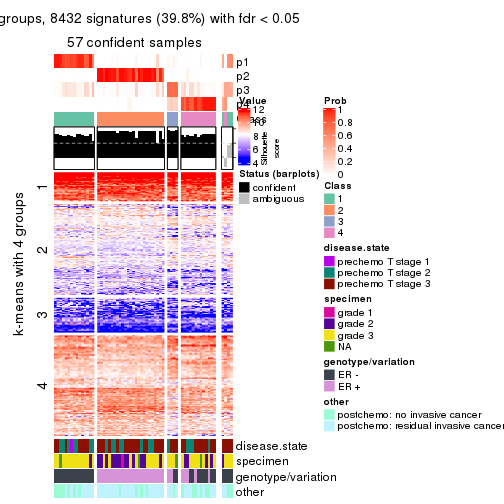 groups, 8432 signatures (39.8%) with fdr < 0.05
57 confident samples
p1
p2
p3
p4
k-means with 4 groups
1
2
3
4
Value
12
10
8
6
4
Silhouette
score
Status (barplots)
confident
ambiguous
Prob
1
0.8
0.6
0.4
0.2
0
Class
1
2
3
4
disease.state
prechemo T stage 1
prechemo T stage 2
prechemo T stage 3
specimen
grade 1
grade 2
grade 3
NA
genotype/variation
ER -
ER +
other
postchemo: no invasive cancer
postchemo: residual invasive cancer
disease.state
specimen
genotype/variation
other